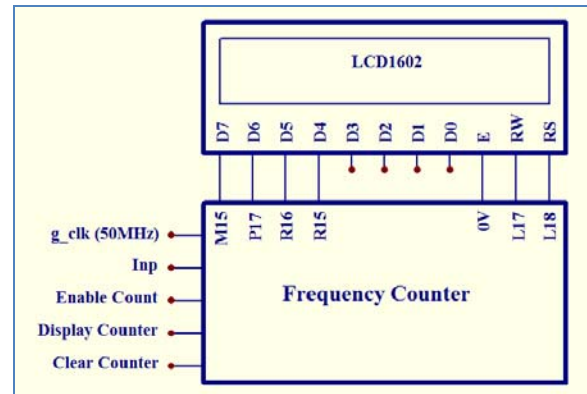 LCD1602
D7 D6 D5 D4 D3 D2 D1 D0 E RW RS
M15 P17 R16 R15 0V L17 L18
g_clk (50MHz)
Inp
Enable Count
Display Counter
Clear Counter
Frequency Counter